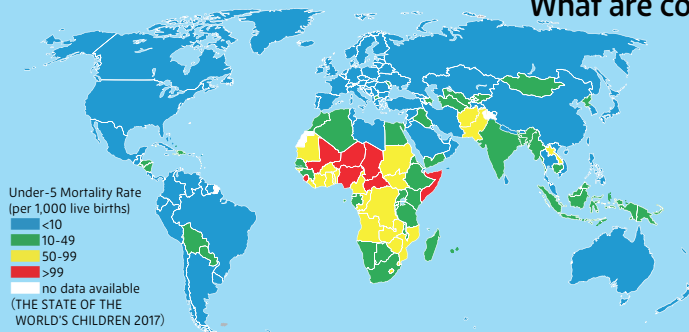 What are co
Under-5 Mortality Rate
(per 1,000 live births)
<10
10-49
50-99
>99
no data available
(THE STATE OF THE
WORLD'S CHILDREN 2017)